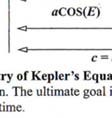 aCOS(E)
c =
ry of Kepler's Equa
n. The ultimate goal i
time.